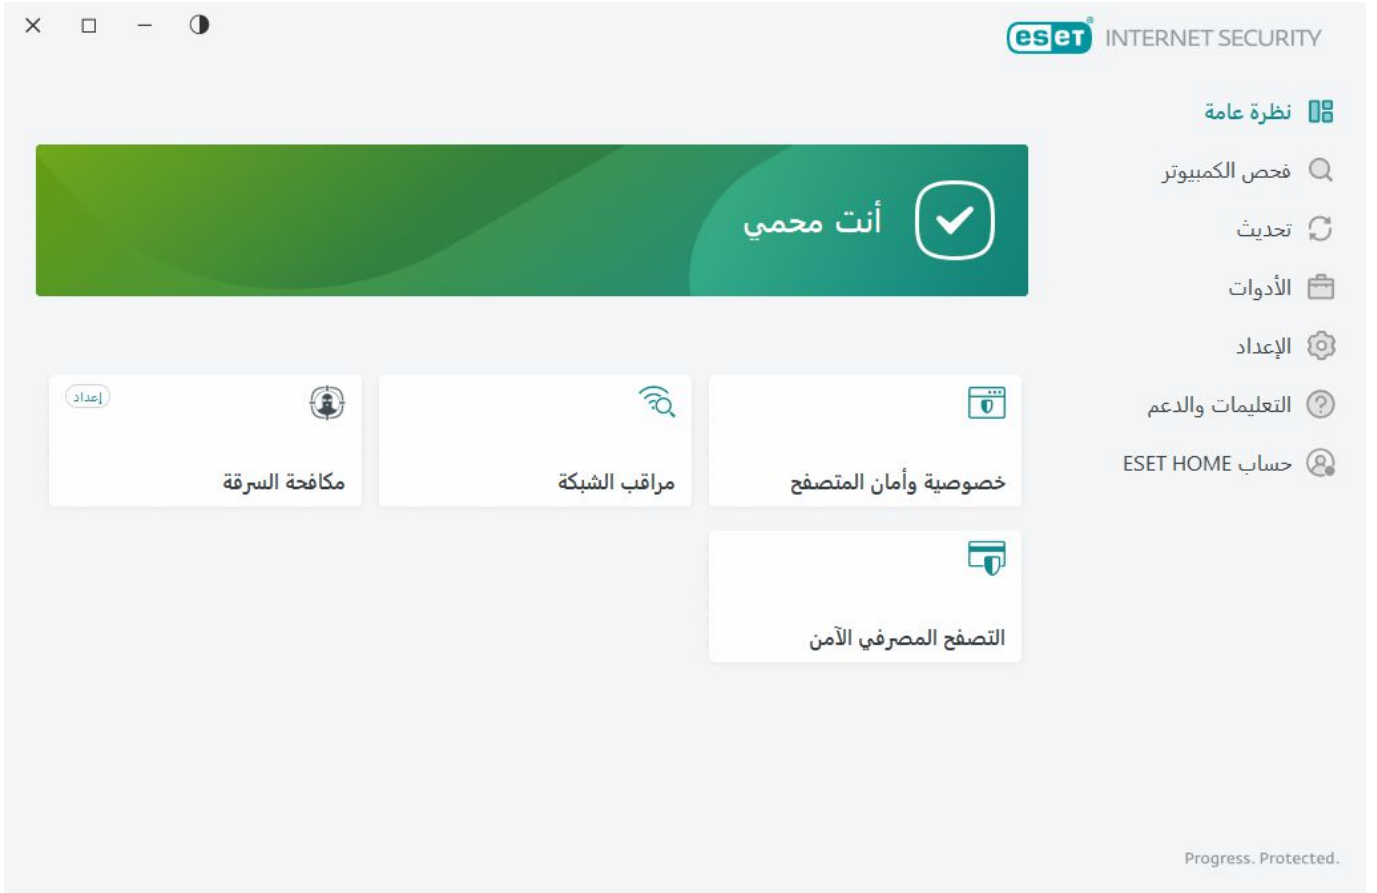 eset® INTERNET SECURITY
نظرة عامة
فحص الكمبيوتر
تحديث
الأدوات
الإعداد
التعليمات والدعم
حساب ESET HOME
أنت محمي
خصوصية وأمان المتصفح
مراقب الشبكة
إعداد
مكافحة السرقة
التصفح المصرفي الآمن
Progress. Protected.